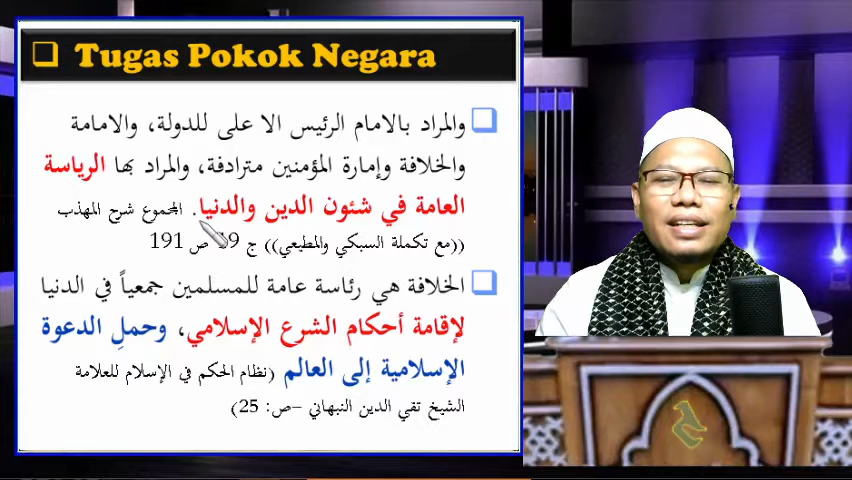 Tugas Pokok Negara
والمراد بالامام الرئيس الا على للدولة، والامامة
والخلافة وإمارة المؤمنين مترادفة، والمراد بها الرياسة
العامة في شئون الدين والدنيا. المجموع شرح المهذب
((مع تكملة السبكي والمطيعي)) ج 19 ص 191
الخلافة هي رئاسة عامة للمسلمين جمعياً في الدنيا
لإقامة أحكام الشرع الإسلامي، وحملِ الدعوة
الإسلامية إلى العالم (نظام الحكم في الإسلام للعلامة
الشيخ تقي الدين النبهاني –ص: 25)